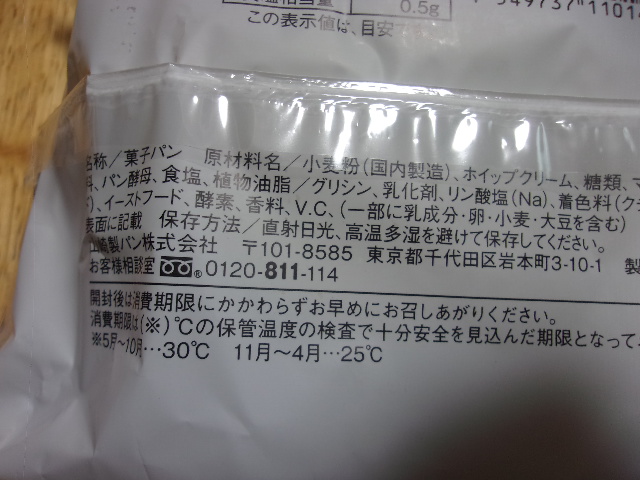 0.5g
この表示値は、目安で
名称/菓子パン 原材料名/小麦粉(国内製造)、ホイップクリーム、糖類、マ
料、パン酵母、食塩、植物油脂/グリシン、乳化剤、リン酸塩(Na)、着色料(クチ
、イーストフード、酵素、香料、V.C.、(一部に乳成分・卵・小麦・大豆を含む)
表面に記載 保存方法/直射日光、高温多湿を避けて保存してください。
山崎製パン株式会社 〒101-8585 東京都千代田区岩本町3-10-1 製
お客様相談室 ® 0120-811-114
開封後は消費期限にかかわらずお早めにお召しあがりください。
消費期限は(※)℃の保管温度の検査で十分安全を見込んだ期限となって、
※5月~10月…30℃ 11月~4月…25℃